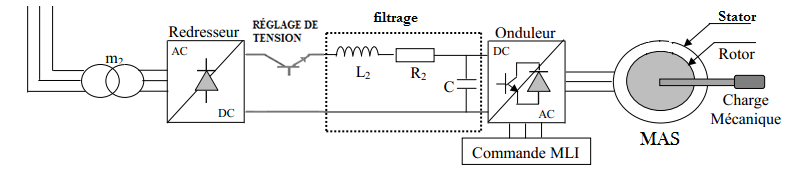 m₂
Redresseur
AC
DC
RÉGLAGE DE
TENSION
filtrage
L₂
R₂
C
Onduleur
DC
AC
Commande MLI
Stator
Rotor
Charge
Mécanique
MAS